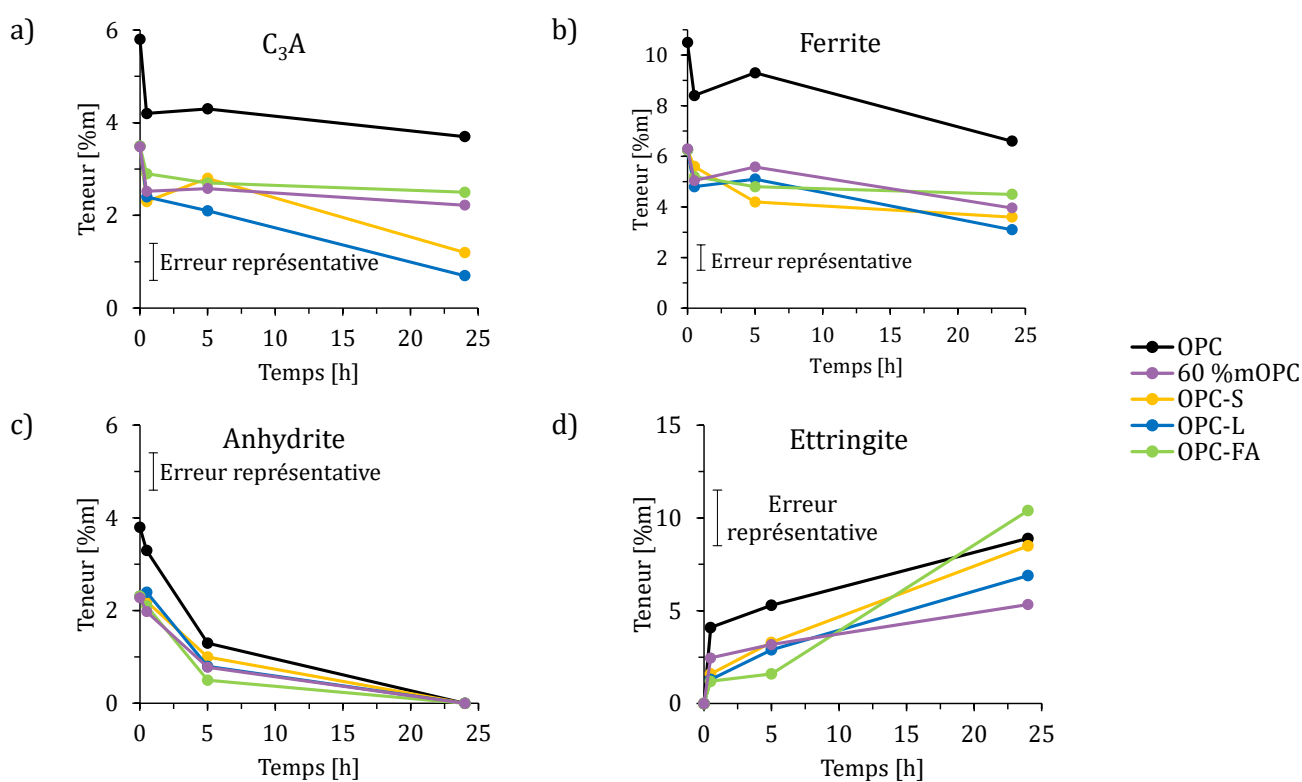 a)
C₃A
Teneur [%m]
6
4
2
0
Erreur représentative
0 5 10 15 20 25
Temps [h]
b)
Ferrite
Teneur [%m]
10
8
6
4
2
0
Erreur représentative
0 5 10 15 20 25
Temps [h]
OPC
60 %mOPC
OPC-S
OPC-L
OPC-FA
c)
Anhydrite
Teneur [%m]
6
4
2
0
Erreur représentative
0 5 10 15 20 25
Temps [h]
d)
Ettringite
Teneur [%m]
15
10
5
0
Erreur
représentative
0 5 10 15 20 25
Temps [h]